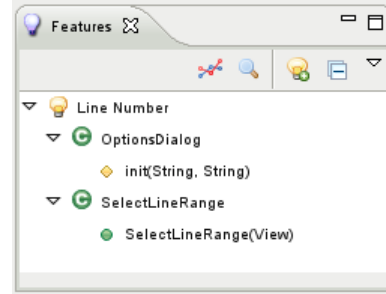 Features
Line Number
OptionsDialog
init(String, String)
SelectLineRange
SelectLineRange(View)